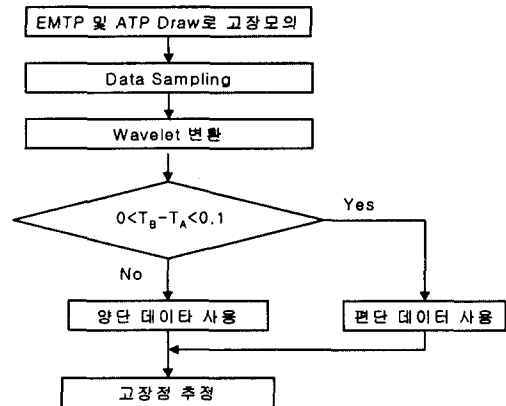 EMTP 및 ATP Draw로 고장모의
Data Sampling
Wavelet 변환
0<T_B-T_A<0.1
Yes
No
양단 데이타 사용
편단 데이터 사용
고장점 추정